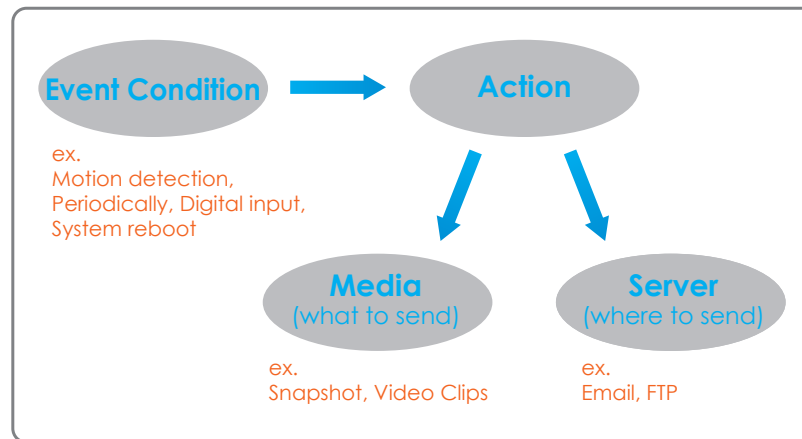 Event Condition
Action
ex.
Motion detection,
Periodically, Digital input,
System reboot
Media
(what to send)
Server
(where to send)
ex.
Snapshot, Video Clips
ex.
Email, FTP